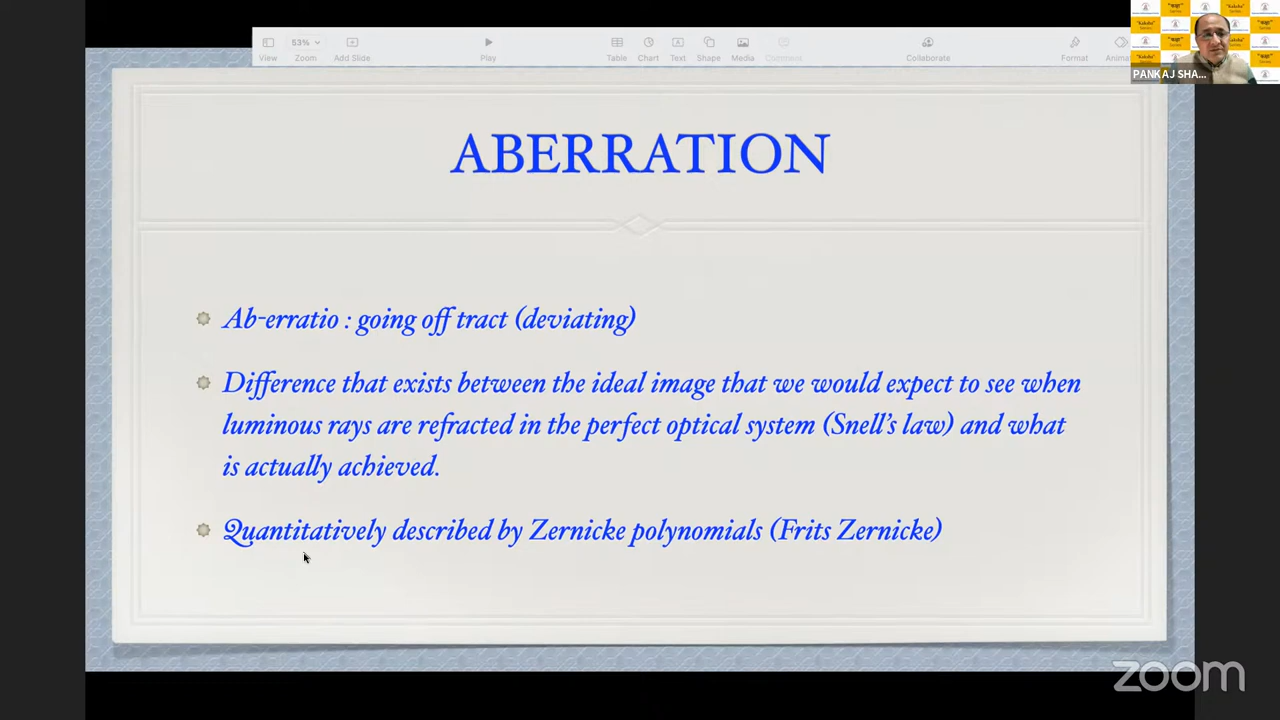 53%
View
Zoom
Add Slide
Play
Table
Chart
Text
Shape
Media
Comment
Collaborate
Format
Animat
PANKAJ SHA...
ABERRATION
Ab-erratio : going off tract (deviating)
Difference that exists between the ideal image that we would expect to see when
luminous rays are refracted in the perfect optical system (Snell's law) and what
is actually achieved.
Quantitatively described by Zernicke polynomials (Frits Zernicke)
zoom